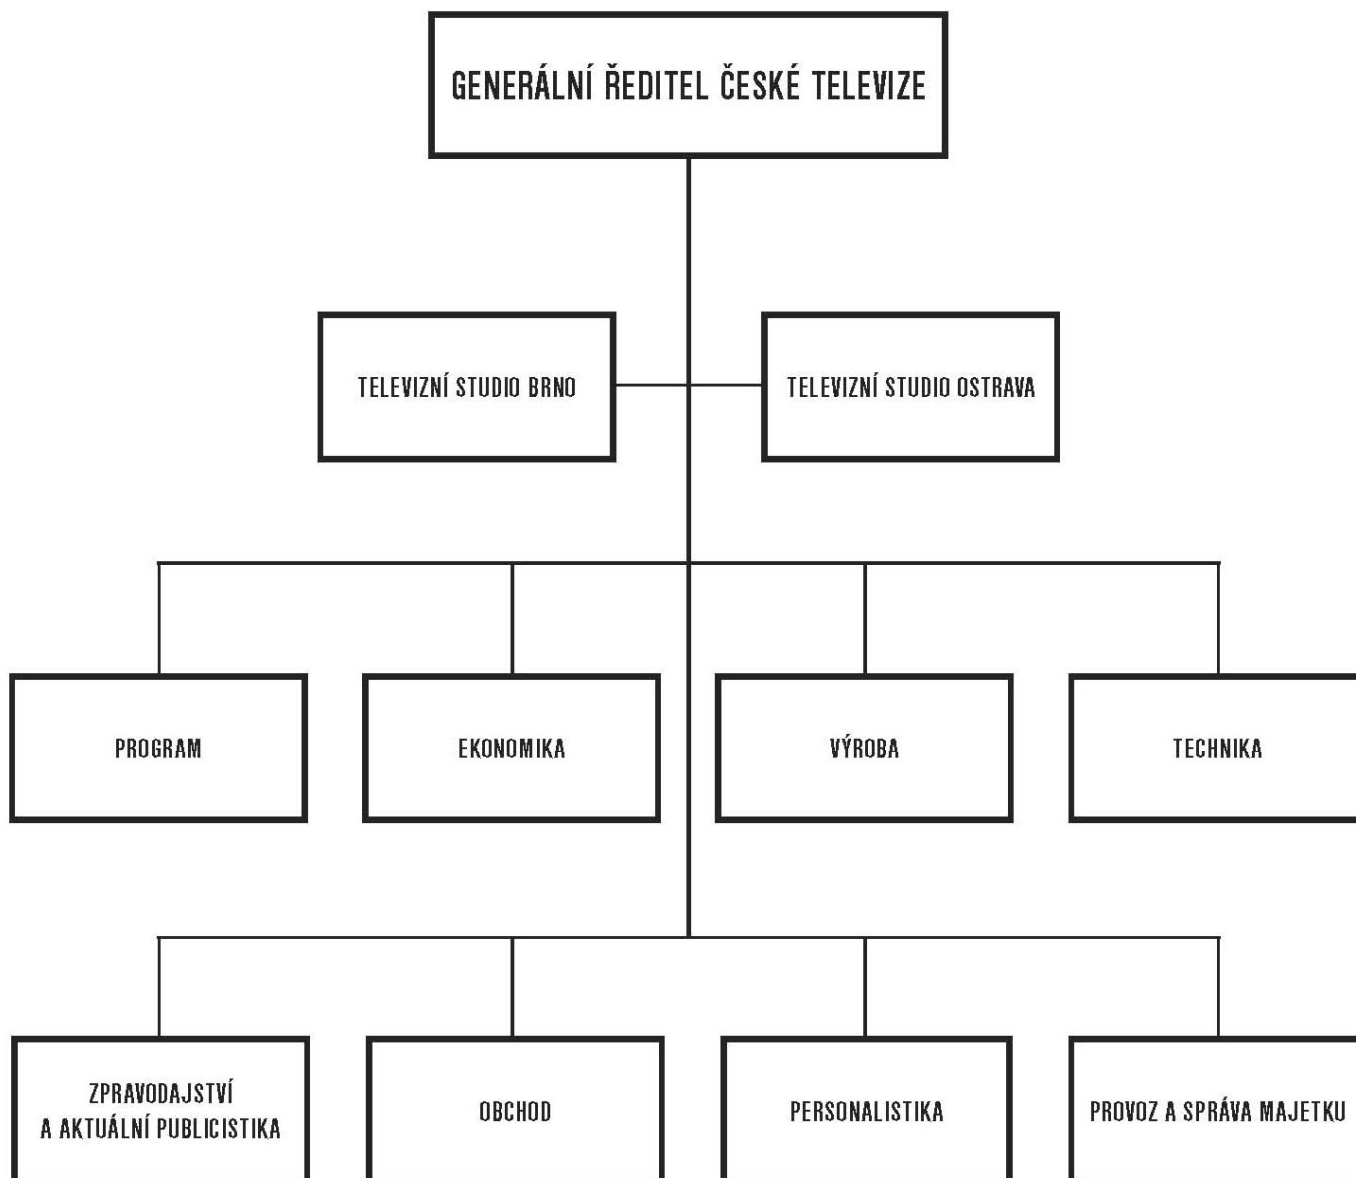 GENERÁLNÍ ŘEDITEL ČESKÉ TELEVIZE
TELEVIZNÍ STUDIO BRNO
TELEVIZNÍ STUDIO OSTRAVA
PROGRAM
EKONOMIKA
VÝROBA
TECHNIKA
ZPRAVODAJSTVÍ
A AKTUÁLNÍ PUBLICISTIKA
OBCHOD
PERSONALISTIKA
PROVOZ A SPRÁVA MAJETKU